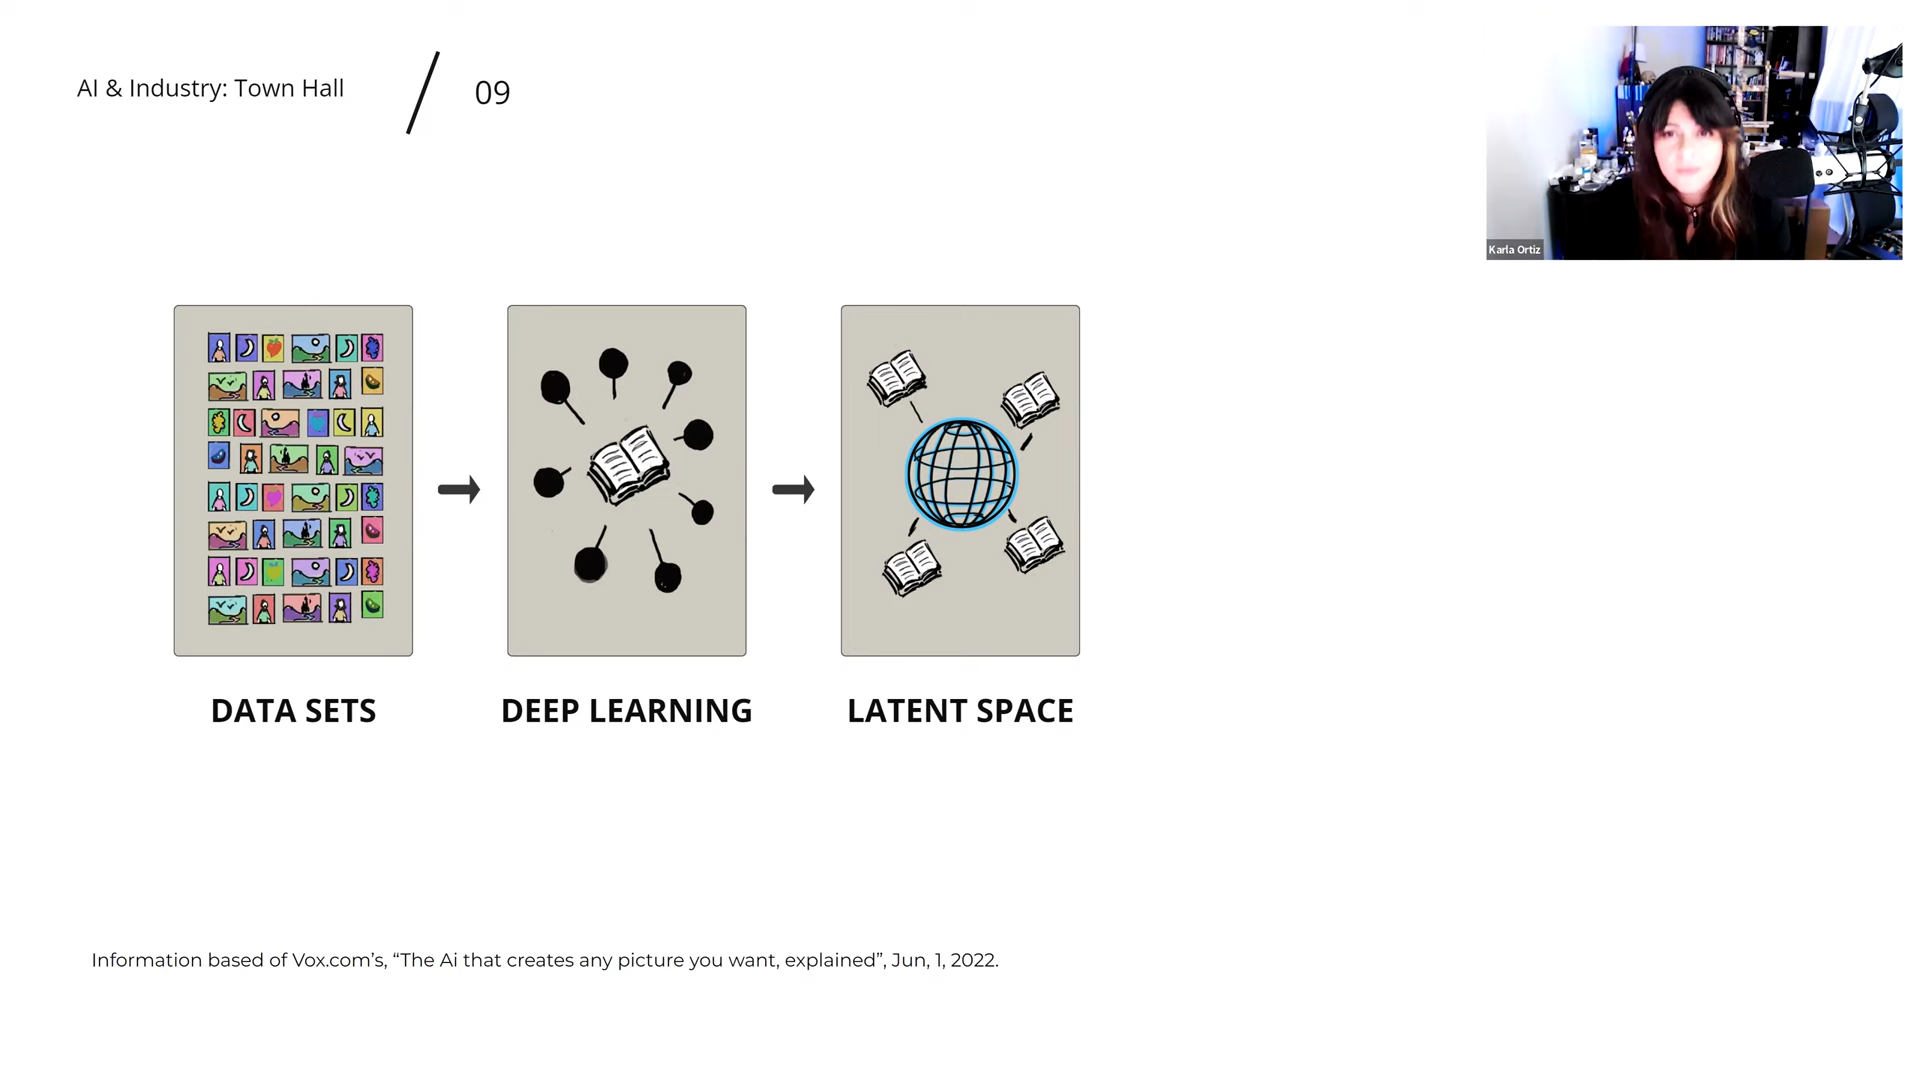 AI & Industry: Town Hall
09
Karla Ortiz
DATA SETS
DEEP LEARNING
LATENT SPACE
Information based of Vox.com’s, “The Ai that creates any picture you want, explained”, Jun, 1, 2022.